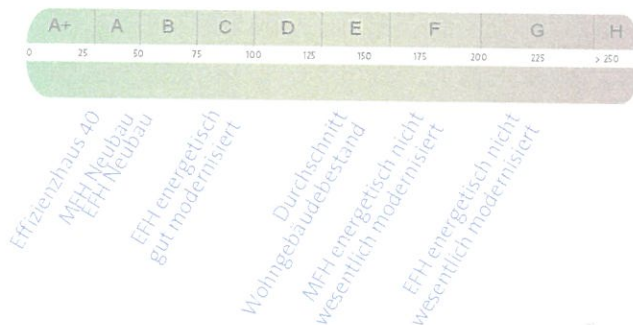 A+ A B C D E F G H
0 25 50 75 100 125 150 175 200 225 > 250
Effizienzhaus 40
MFH Neubau
EFH Neubau
EFH energetisch
gut modernisiert
Durchschnitt
Wohngebäudebestand
MFH energetisch nicht
wesentlich modernisiert
EFH energetisch nicht
wesentlich modernisiert